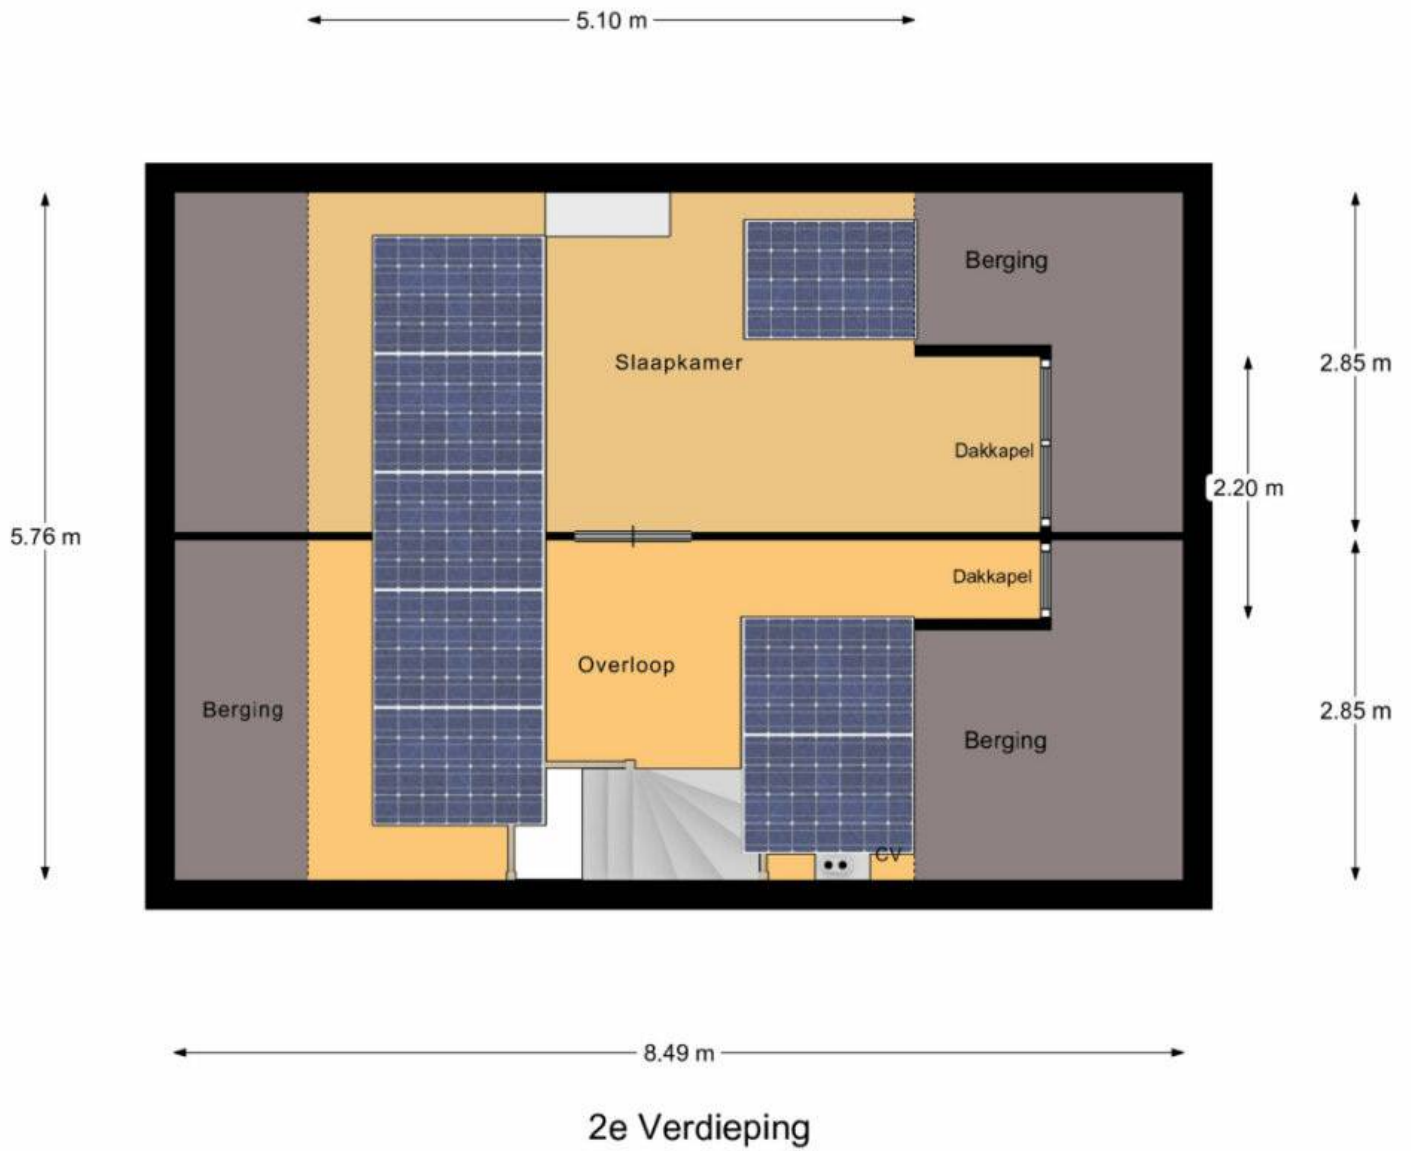 5.10 m
Berging
Slaapkamer
2.85 m
Dakkapel
2.20 m
5.76 m
Dakkapel
Overloop
Berging
2.85 m
Berging
CV
8.49 m
2e Verdieping